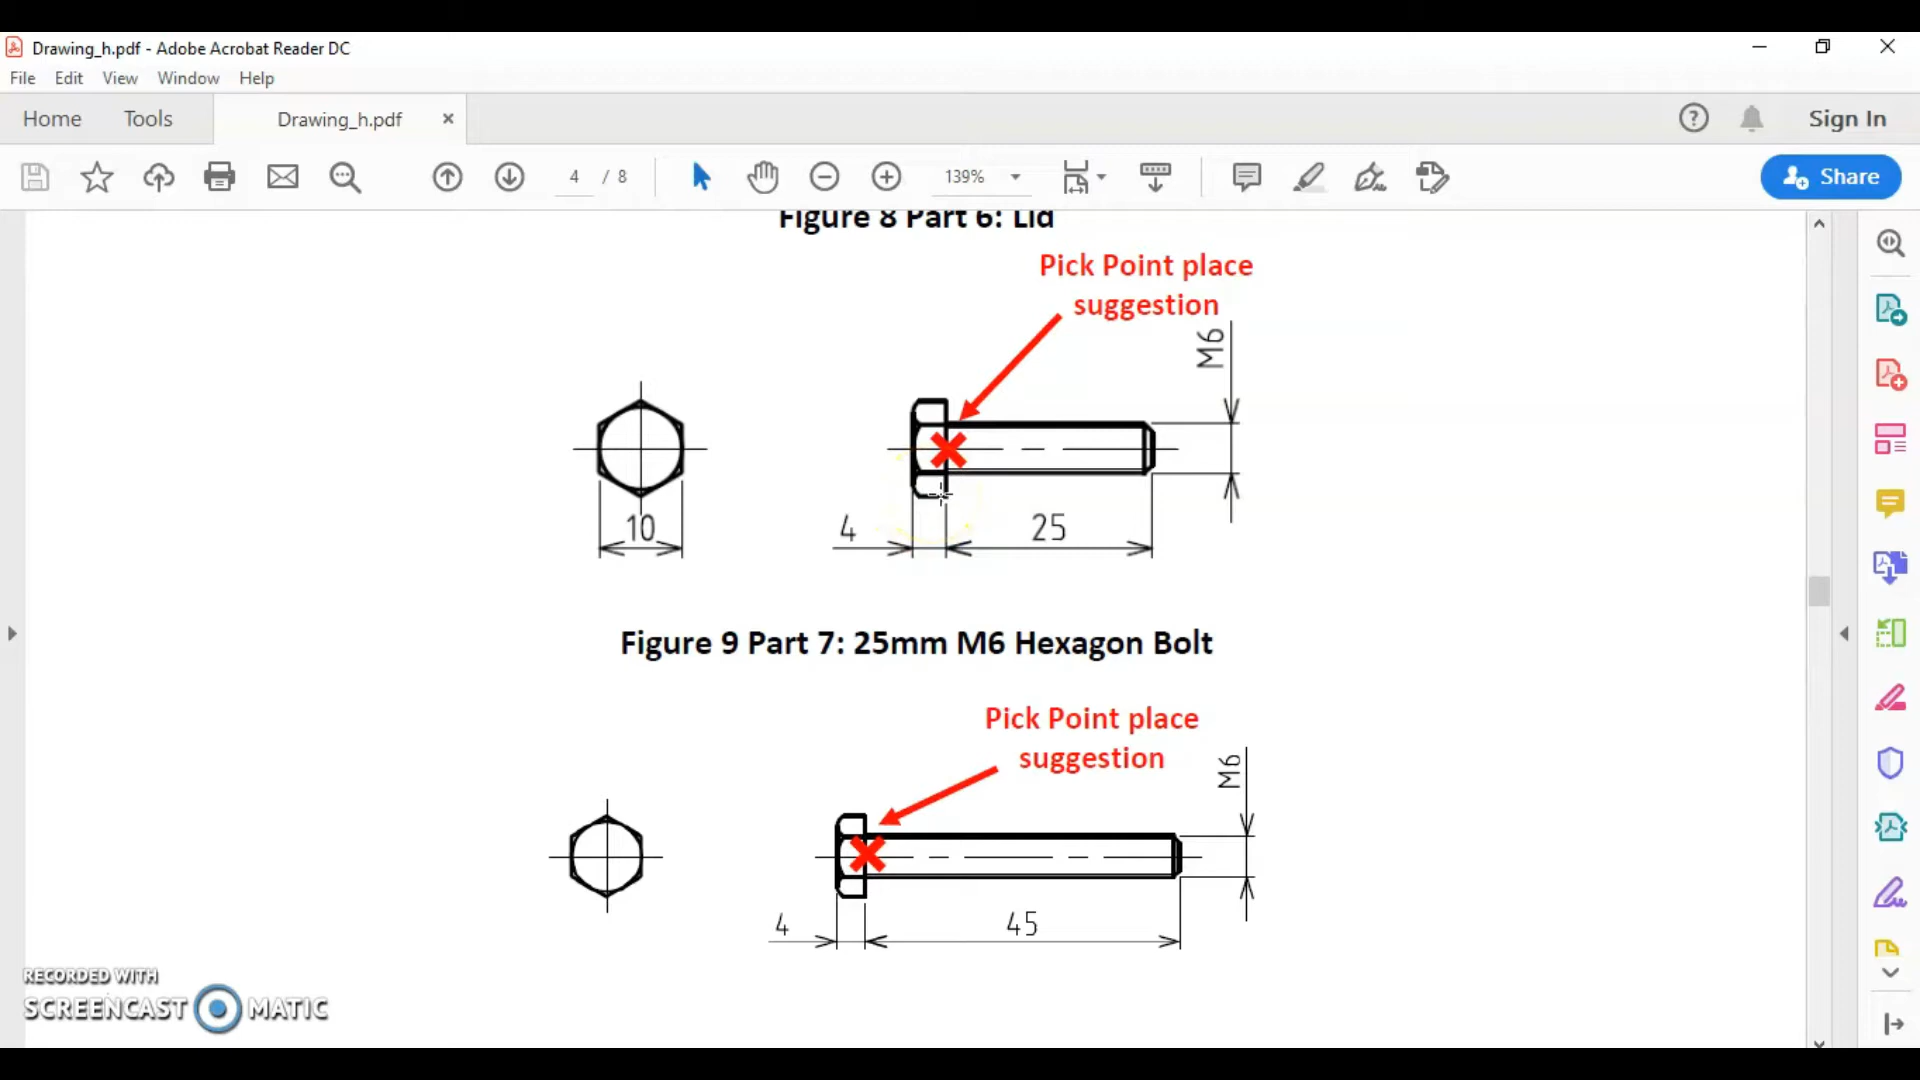 Drawing_h.pdf - Adobe Acrobat Reader DC
File Edit View Window Help
Home Tools Drawing_h.pdf × ? Sign In
4 / 8 139% Share
Figure 8 Part 6: Lid
Pick Point place
suggestion
M6
10
4
25
Figure 9 Part 7: 25mm M6 Hexagon Bolt
Pick Point place
suggestion
M6
4
45
RECORDED WITH
SCREENCAST MATIC